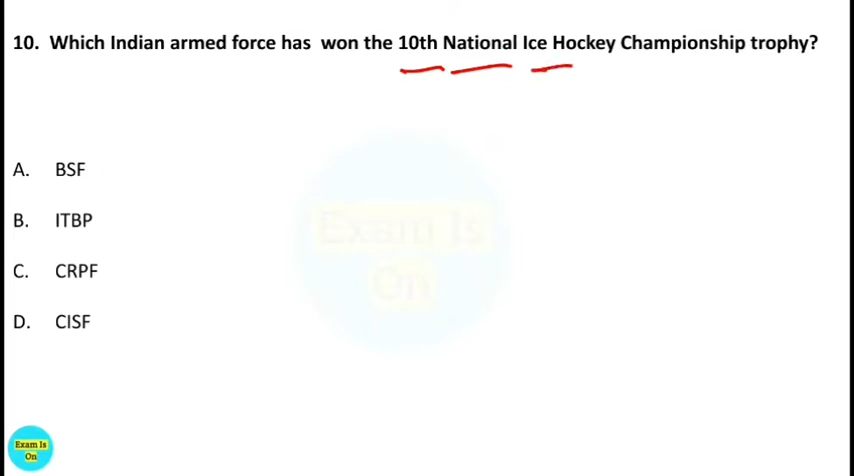 10. Which Indian armed force has won the 10th National Ice Hockey Championship trophy?
A. BSF
B. ITBP
C. CRPF
D. CISF
Exam Is
On
Exam Is
On